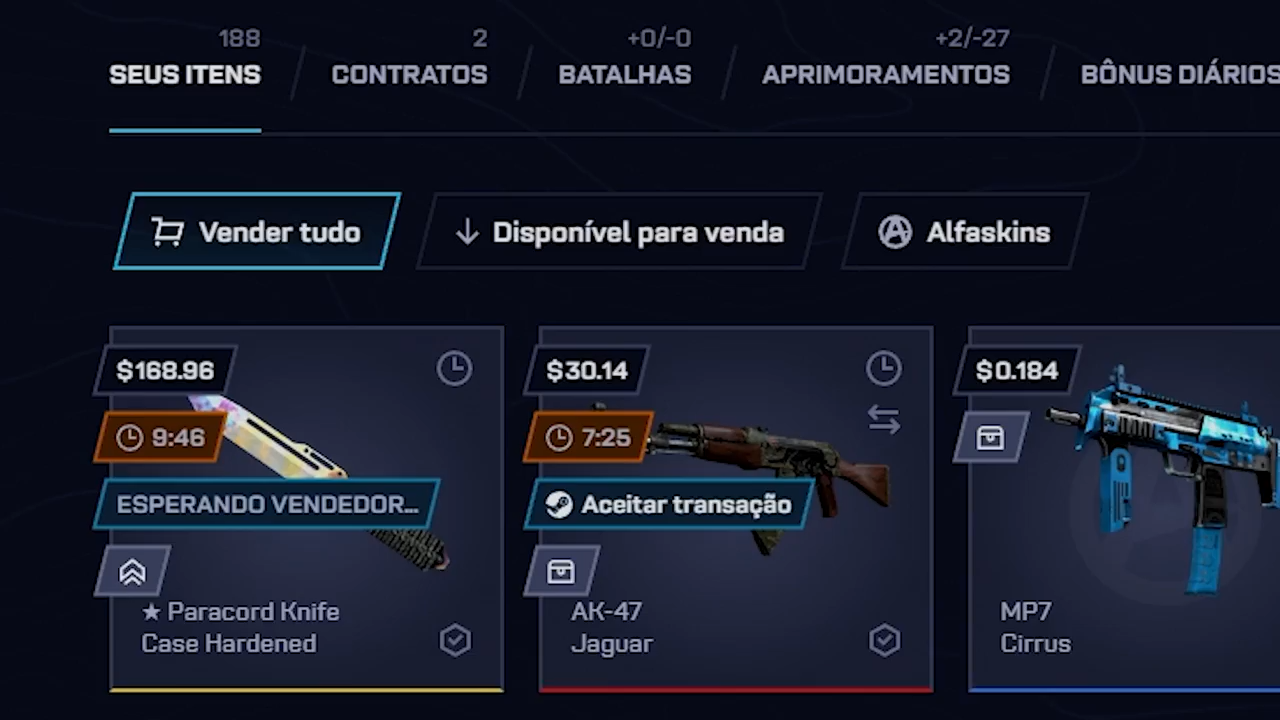 188
SEUS ITENS
2
CONTRATOS
+0/-0
BATALHAS
+2/-27
APRIMORAMENTOS
BÔNUS DIÁRIOS
Vender tudo
Disponível para venda
Alfaskins
$168.96
9:46
ESPERANDO VENDEDOR...
★ Paracord Knife
Case Hardened
$30.14
7:25
Aceitar transação
AK-47
Jaguar
$0.184
MP7
Cirrus